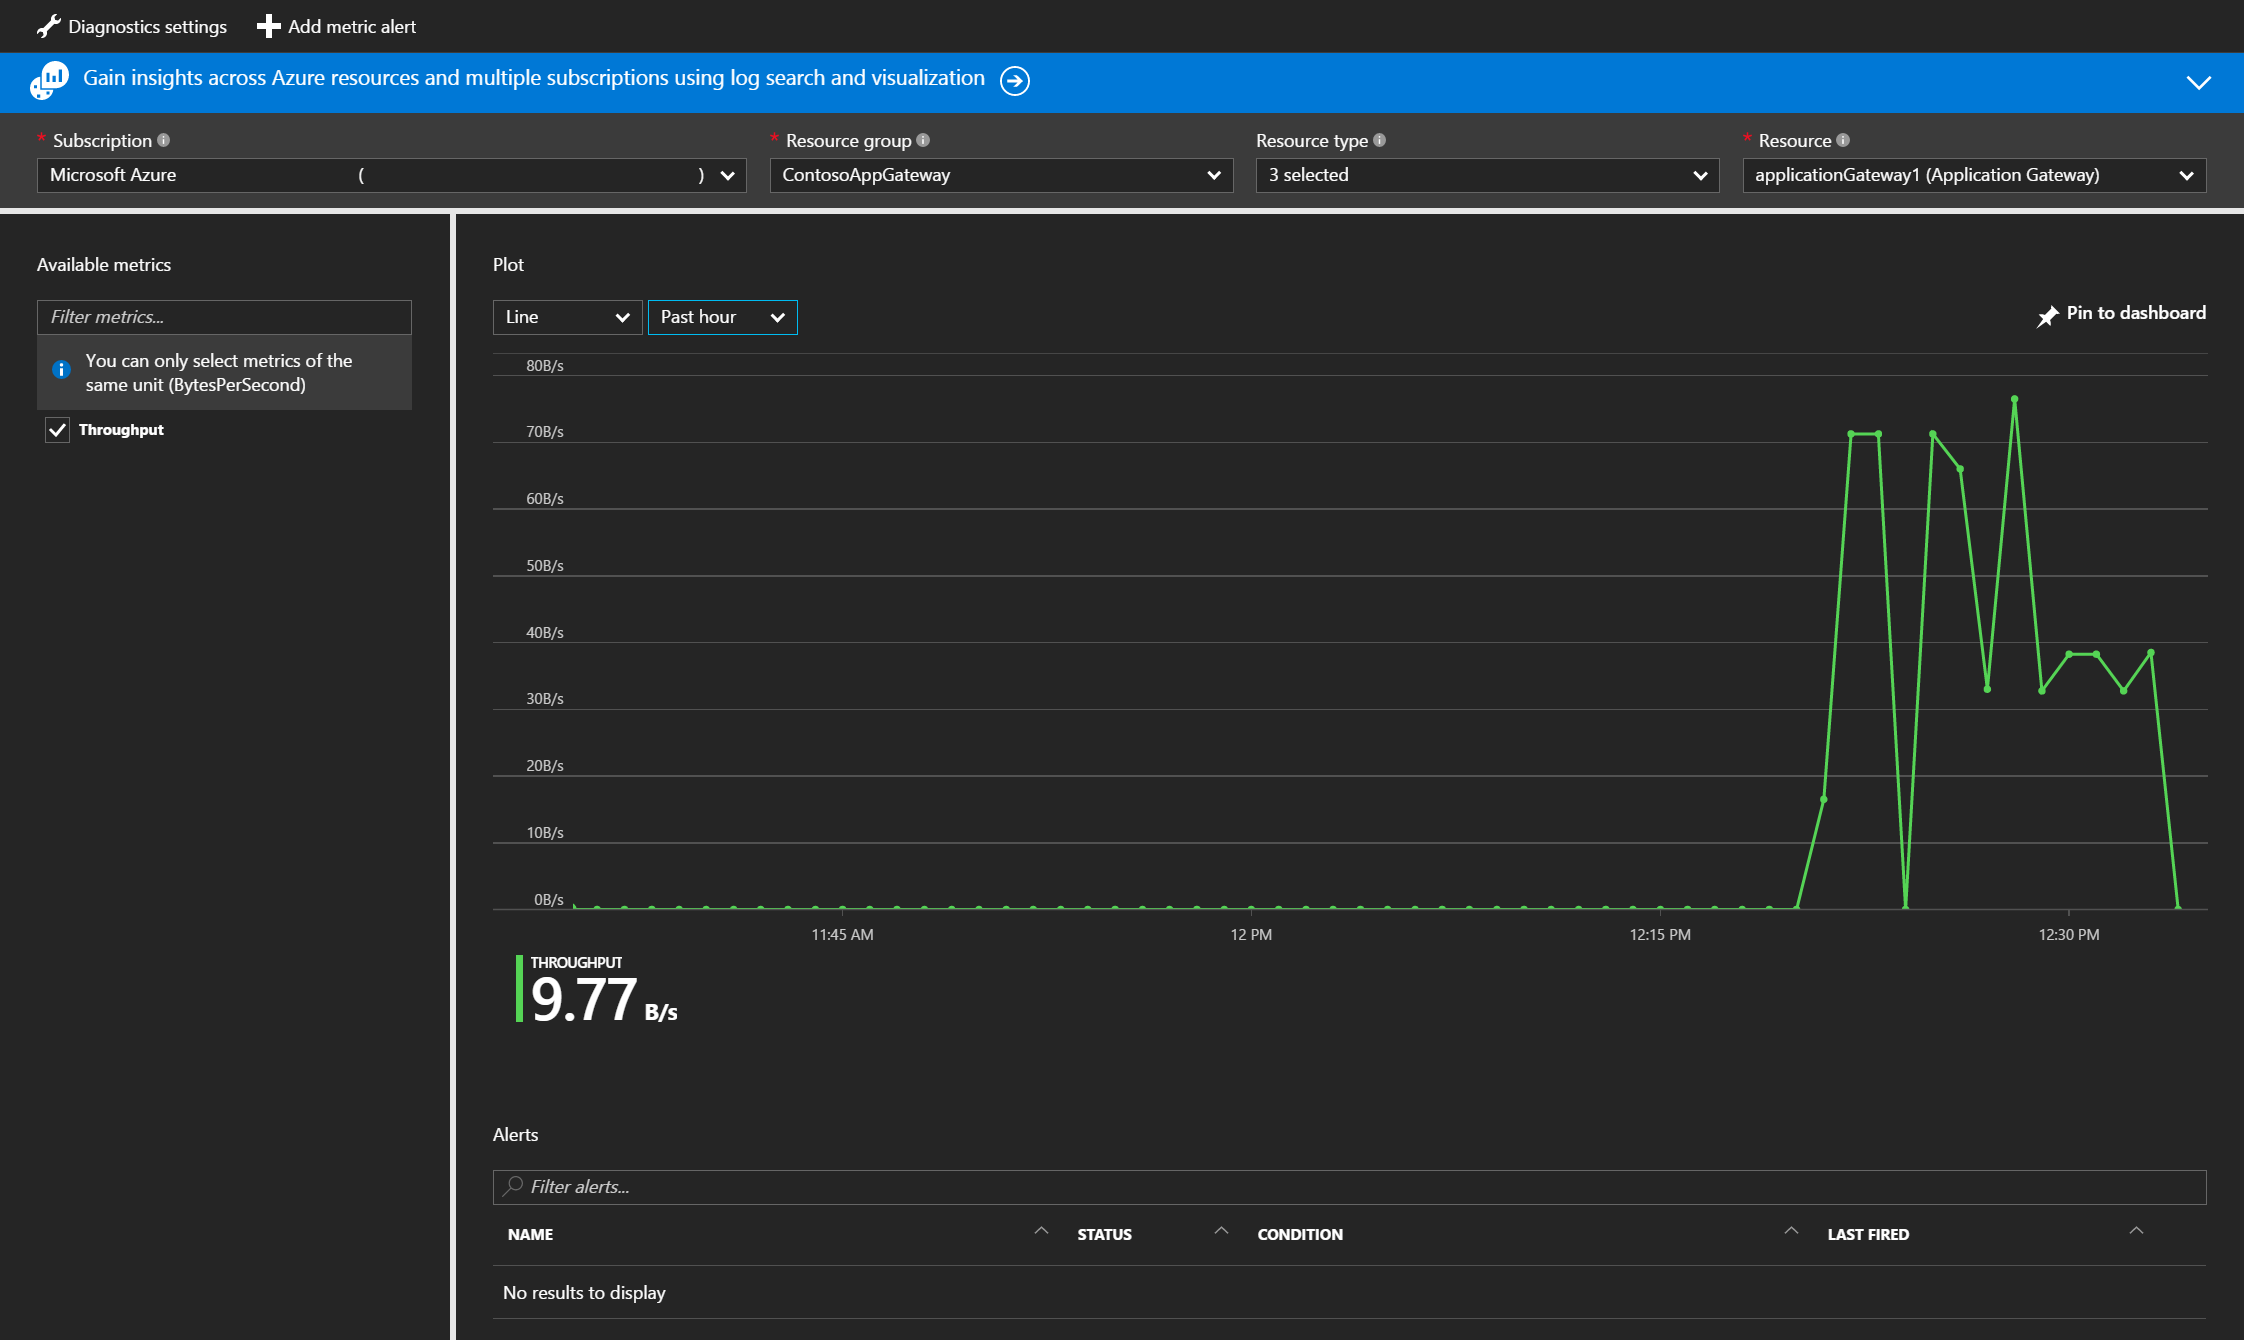 Diagnostics settings Add metric alert
Gain insights across Azure resources and multiple subscriptions using log search and visualization
* Subscription * Resource group Resource type * Resource
Microsoft Azure ( ) ContosoAppGateway 3 selected applicationGateway1 (Application Gateway)
Available metrics
Filter metrics...
You can only select metrics of the
same unit (BytesPerSecond)
Throughput
Plot
Line Past hour Pin to dashboard
80B/s
70B/s
60B/s
50B/s
40B/s
30B/s
20B/s
10B/s
0B/s
11:45 AM 12 PM 12:15 PM 12:30 PM
THROUGHPUT
9.77 B/s
Alerts
Filter alerts...
NAME STATUS CONDITION LAST FIRED
No results to display